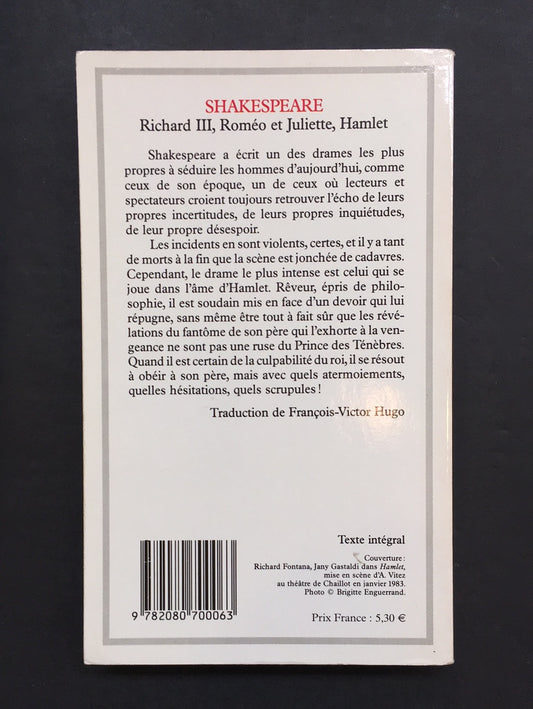 SHAKESPEARE
Richard III, Roméo et Juliette, Hamlet
Shakespeare a écrit un des drames les plus
propres à séduire les hommes d'aujourd'hui, comme
ceux de son époque, un de ceux où lecteurs et
spectateurs croient toujours retrouver l'écho de leurs
propres incertitudes, de leurs propres inquiétudes,
de leur propre désespoir.
Les incidents en sont violents, certes, et il y a tant
de morts à la fin que la scène est jonchée de cadavres.
Cependant, le drame le plus intense est celui qui se
joue dans l'âme d'Hamlet. Rêveur, épris de philo-
sophie, il est soudain mis en face d'un devoir qui lui
répugne, sans même être tout à fait sûr que les révé-
lations du fantôme de son père qui l'exhorte à la ven-
geance ne sont pas une ruse du Prince des Ténèbres.
Quand il est certain de la culpabilité du roi, il se résout
à obéir à son père, mais avec quels atermoiements,
quelles hésitations, quels scrupules !
Traduction de François-Victor Hugo
Texte intégral
Couverture :
Richard Fontana, Jany Gastaldi dans Hamlet,
mise en scène d'A. Vitez
au théâtre de Chaillot en janvier 1983.
Photo © Brigitte Enguerrand.
9 782080 700063
Prix France : 5,30 €